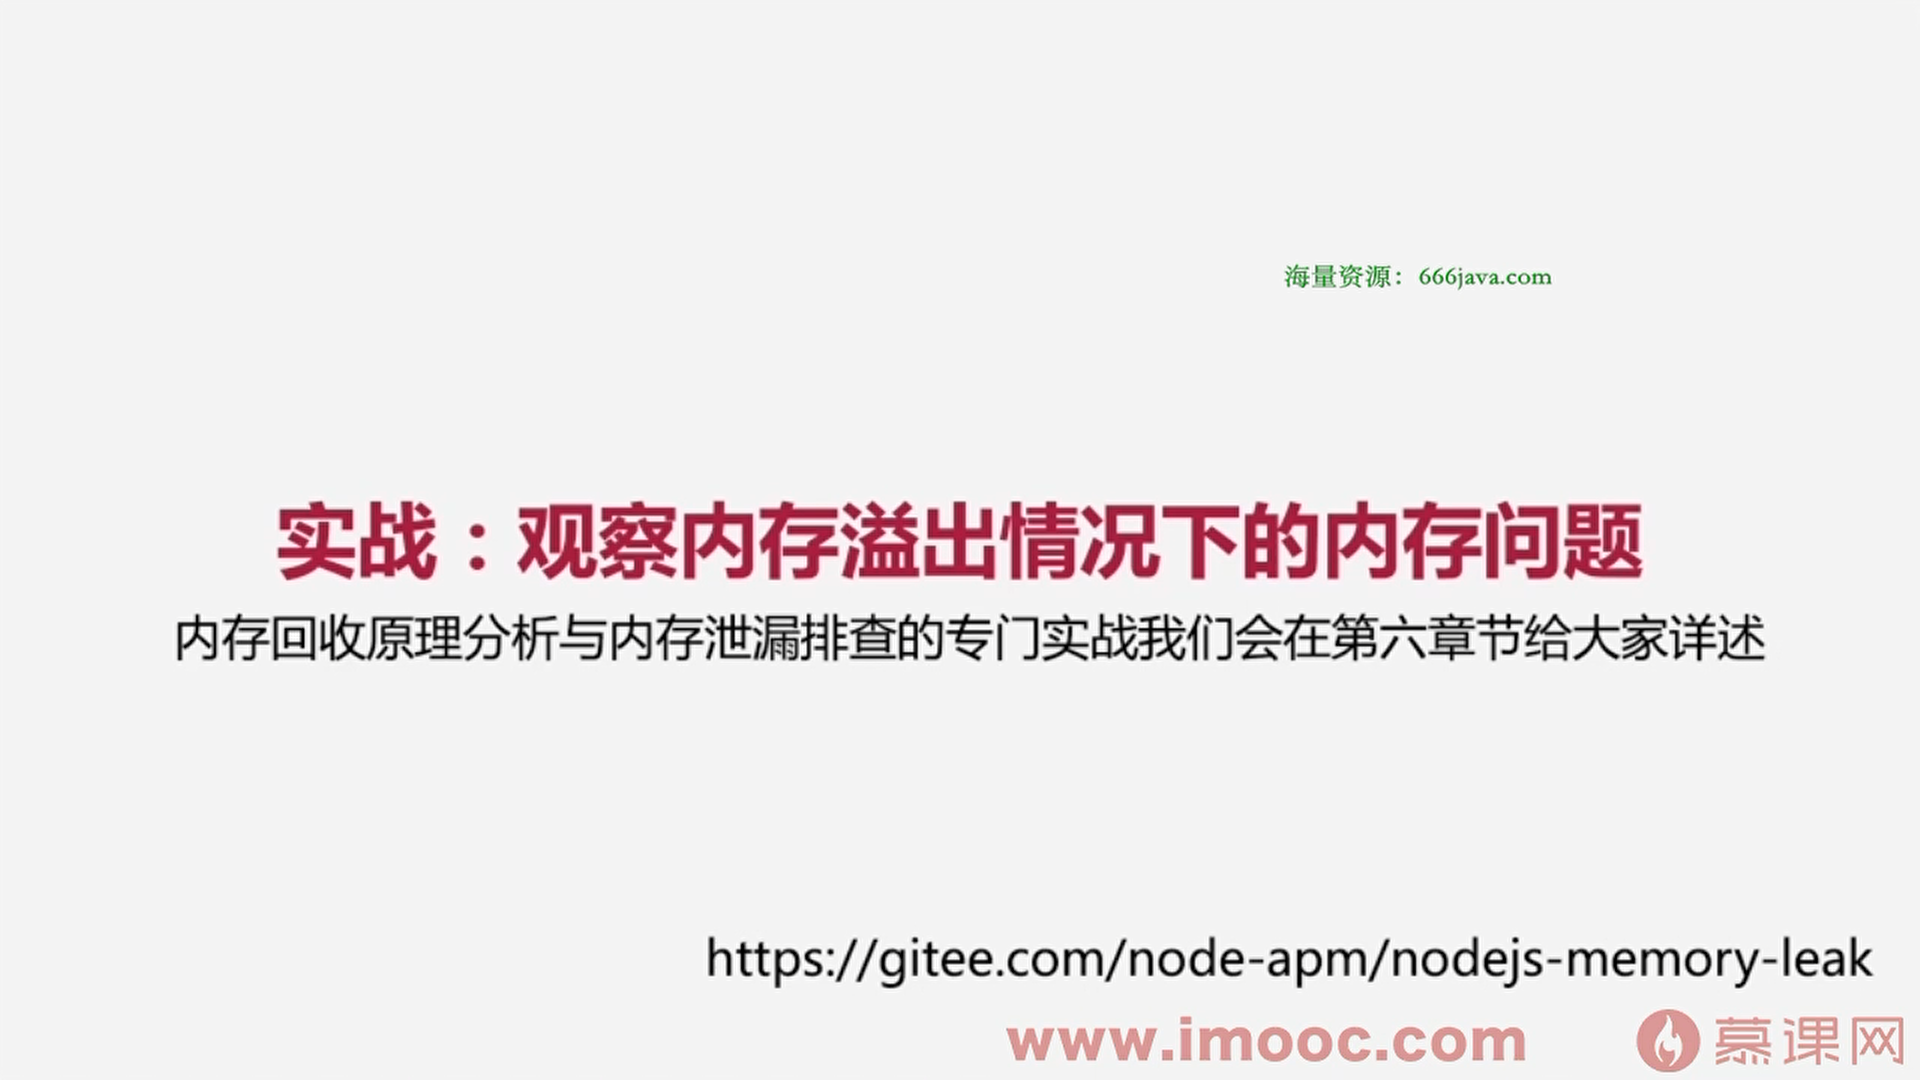 海量资源：666java.com
实战：观察内存溢出情况下的内存问题
内存回收原理分析与内存泄漏排查的专门实战我们会在第六章节给大家详述
https://gitee.com/node-apm/nodejs-memory-leak
www.imooc.com 慕课网